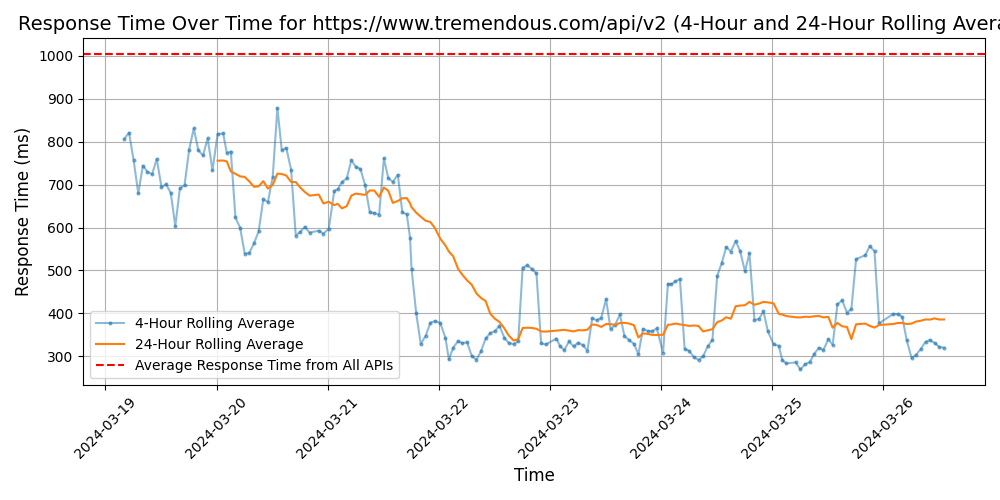 Response Time Over Time for https://www.tremendous.com/api/v2 (4-Hour and 24-Hour Rolling Avera
Response Time (ms)
1000
900
800
700
600
500
400
300
4-Hour Rolling Average
24-Hour Rolling Average
Average Response Time from All APIs
2024-03-19
2024-03-20
2024-03-21
2024-03-22
2024-03-23
2024-03-24
2024-03-25
2024-03-26
Time